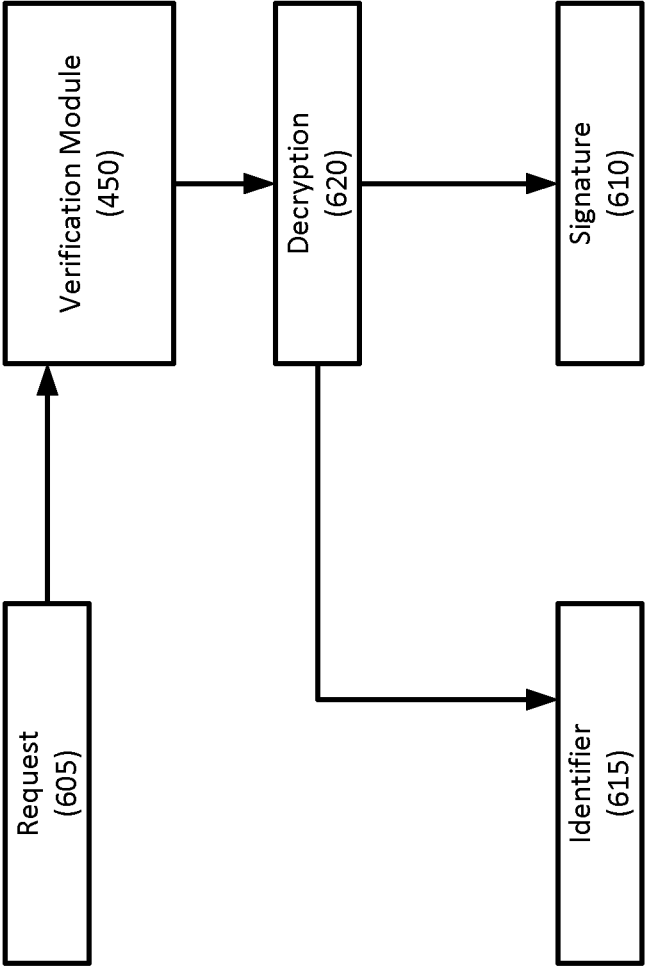 Request
(605)
Verification Module
(450)
Decryption
(620)
Identifier
(615)
Signature
(610)